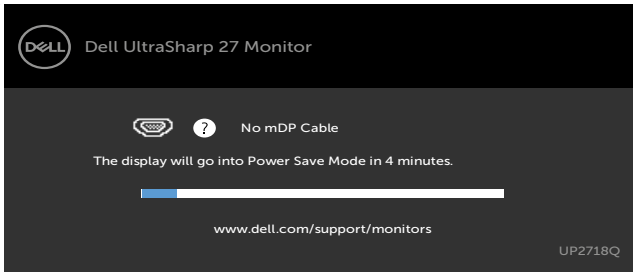 DELL
Dell UltraSharp 27 Monitor
? No mDP Cable
The display will go into Power Save Mode in 4 minutes.
www.dell.com/support/monitors
UP2718Q